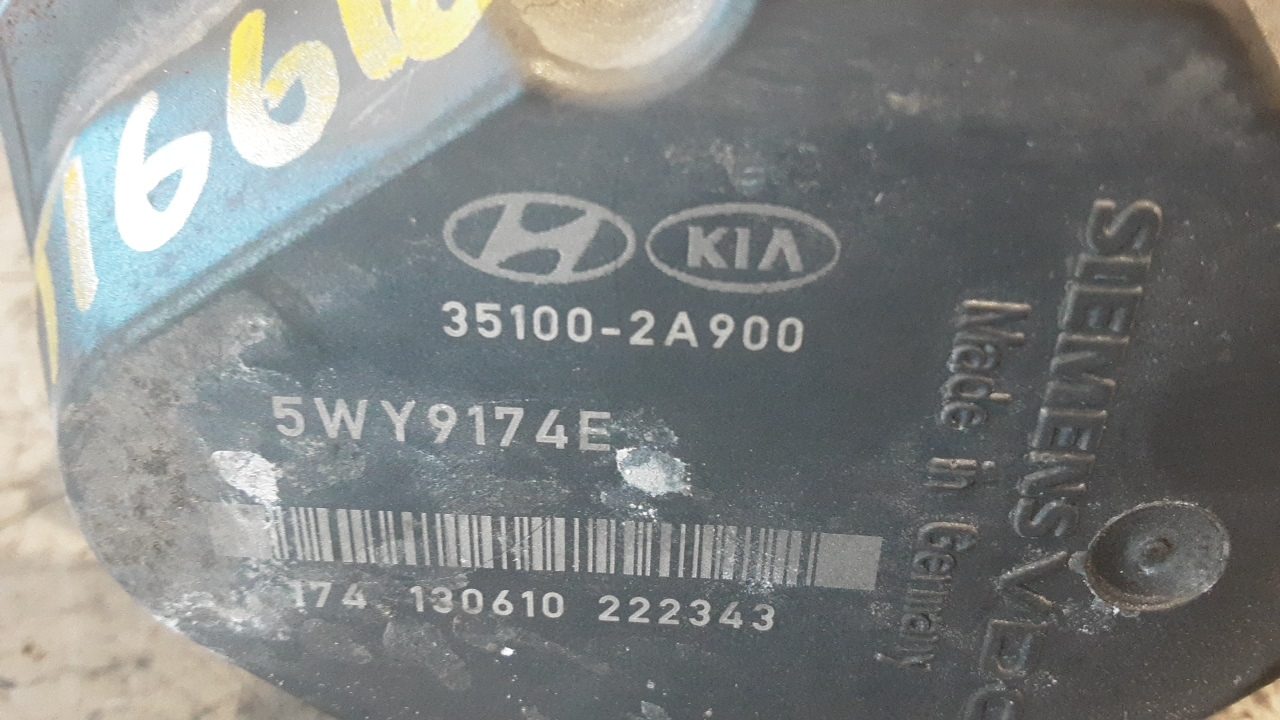 KIA
35100-2A900
5WY9174E
174 130610 222343
SIEMENS
Made in Germany